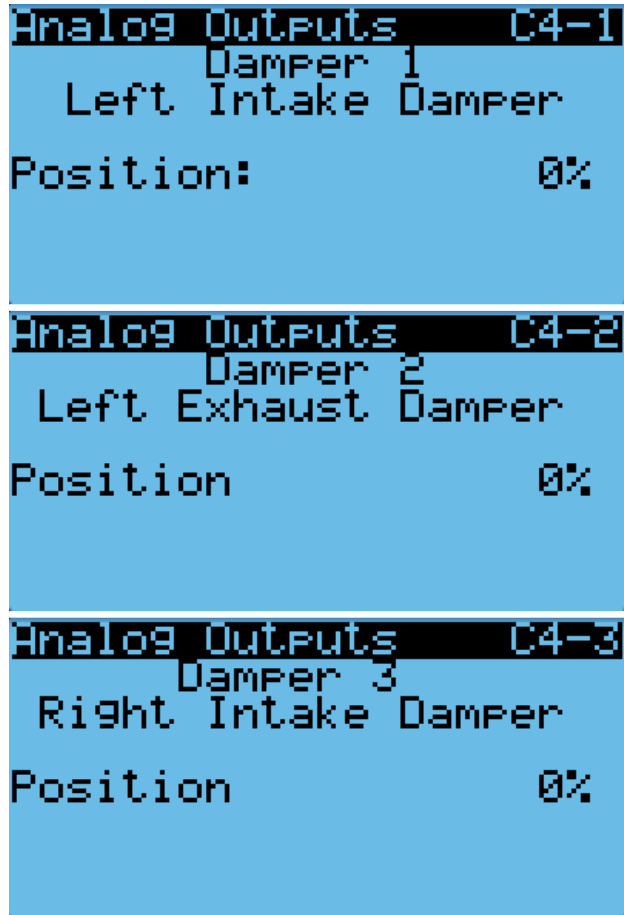 Analog Outputs C4-1
Damper 1
Left Intake Damper
Position: 0%
Analog Outputs C4-2
Damper 2
Left Exhaust Damper
Position 0%
Analog Outputs C4-3
Damper 3
Right Intake Damper
Position 0%